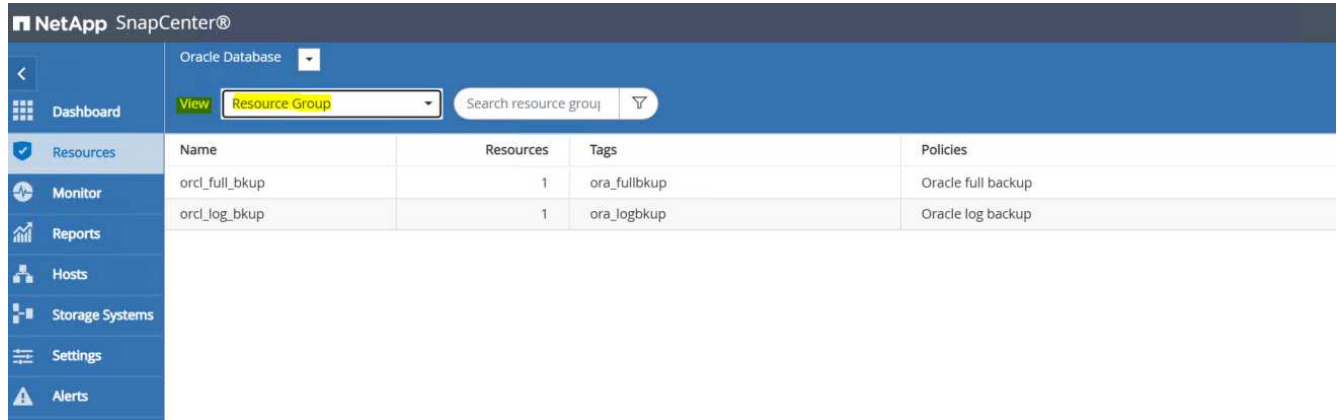 NetApp SnapCenter®
Oracle Database
View Resource Group Search resource grou
Dashboard
Resources
Monitor
Reports
Hosts
Storage Systems
Settings
Alerts
Name Resources Tags Policies
orcl_full_bkup 1 ora_fullbkup Oracle full backup
orcl_log_bkup 1 ora_logbkup Oracle log backup